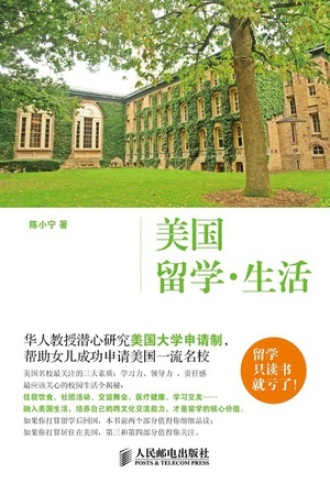 陈小宁 著
美国
留学·生活
华人教授潜心研究美国大学申请制，
帮助女儿成功申请美国一流名校
美国名校最关注的三大素质：学习力、领导力、责任感
最应该关心的校园生活全揭秘：
住宿饮食、社团活动、交谊舞会、医疗健康、学习交友……
融入美国生活，培养自己的跨文化交流能力，才是留学的核心价值。
如果你打算留学后回国，本书前两个部分值得你细细品读；
如果你打算居住在美国，第三和第四部分值得你关注。
留学
只读书
就亏了！
人民邮电出版社
POSTS & TELECOM PRESS